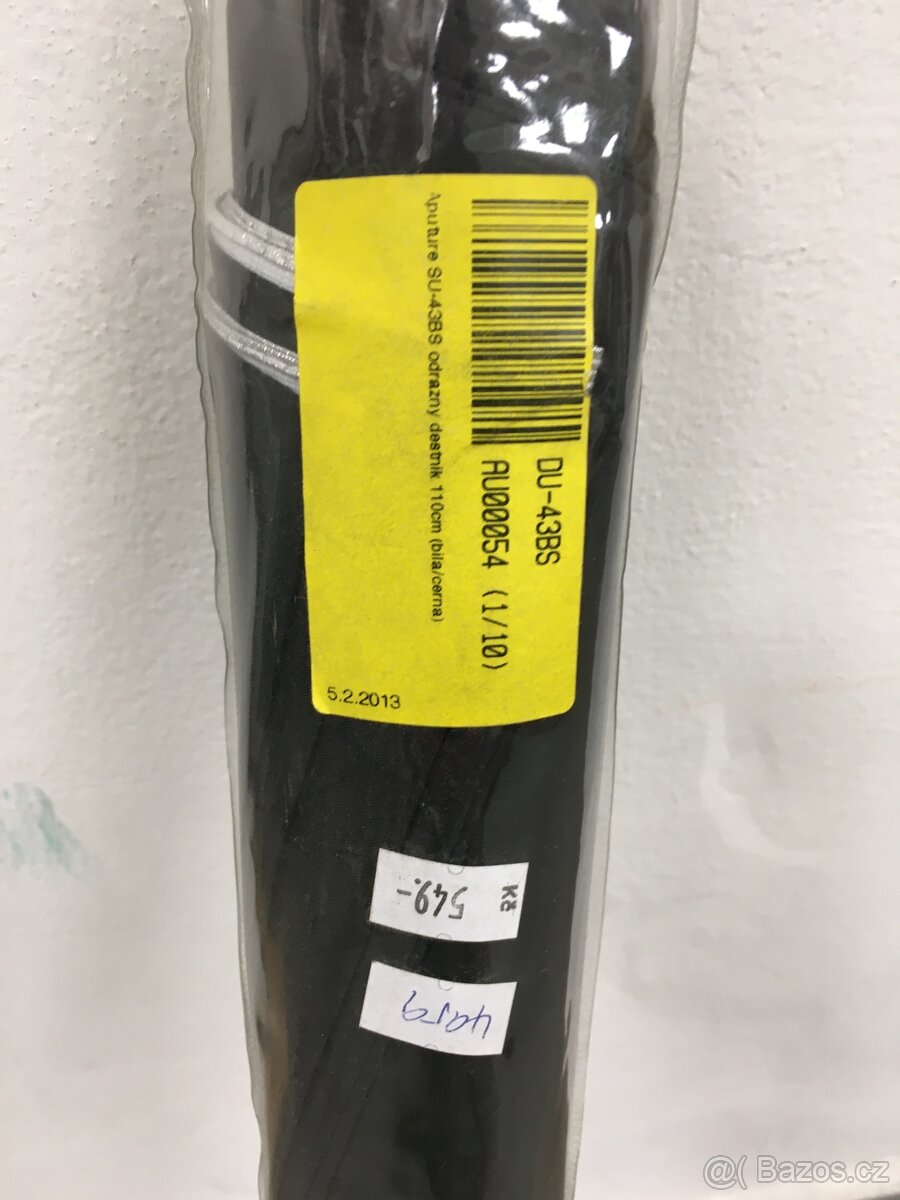 DU-43BS
AU00054 (1/10)
Aputure SU-43BS odrazny destnik 110cm (bila/cerna)
5.2.2013
Kč 549.-
@( Bazos.cz